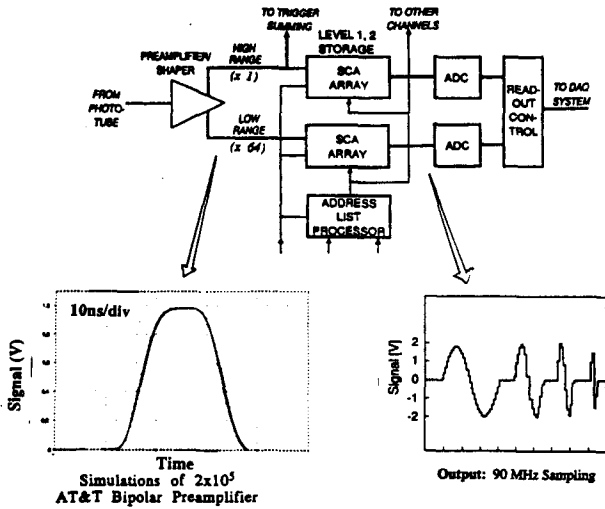 TO TRIGGER
SUMMING
TO OTHER
CHANNELS
LEVEL 1, 2
STORAGE
PREAMPLIFIER/
SHAPER
HIGH
RANGE
(x 1)
FROM
PHOTO-
TUBE
LOW
RANGE
(x 64)
SCA
ARRAY
SCA
ARRAY
ADC
ADC
READ-
OUT
CON-
TROL
TO DAQ
SYSTEM
ADDRESS
LIST
PROCESSOR
10ns/div
Signal (V)
Time
Simulations of 2x10⁵
AT&T Bipolar Preamplifier
Signal [V]
2
1
0
-1
-2
Output: 90 MHz Sampling